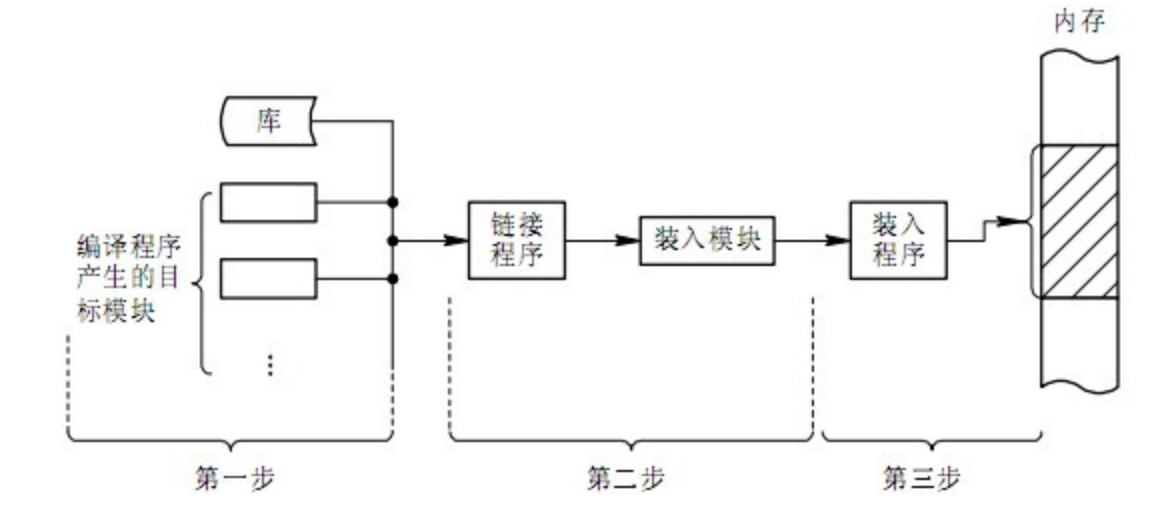 内存
库
编译程序
产生的目
标模块
⋮
链接
程序
装入模块
装入
程序
第一步
第二步
第三步